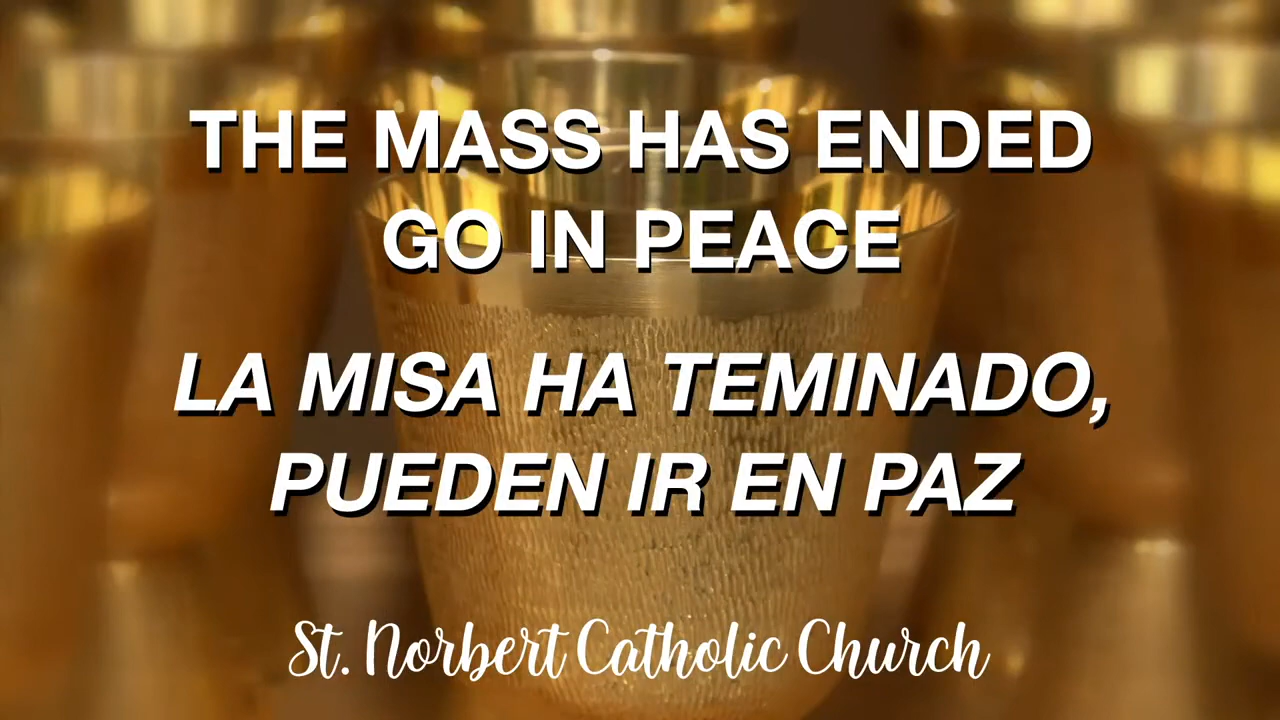 THE MASS HAS ENDED
GO IN PEACE
LA MISA HA TEMINADO,
PUEDEN IR EN PAZ
St. Norbert Catholic Church